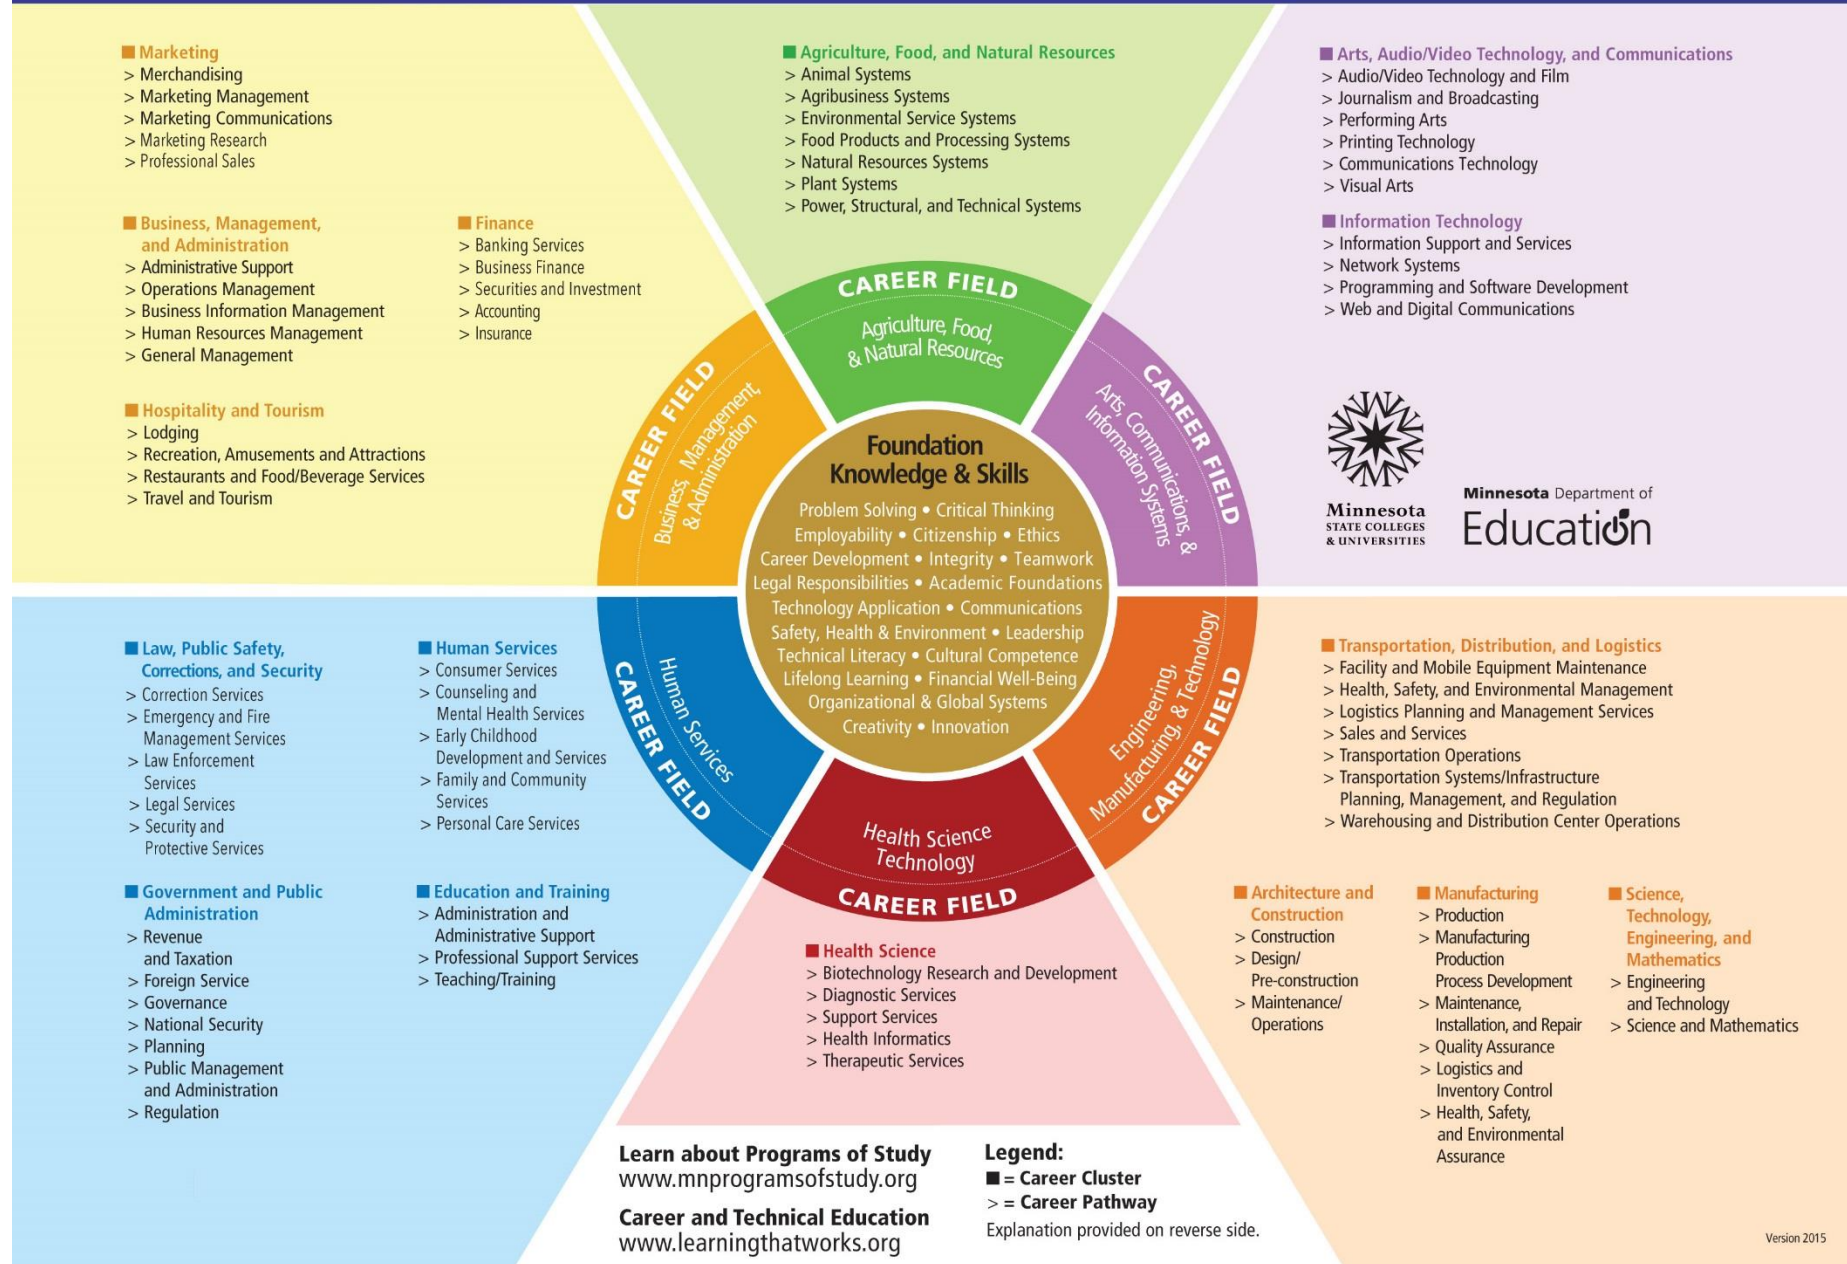 ■ Marketing
> Merchandising
> Marketing Management
> Marketing Communications
> Marketing Research
> Professional Sales
■ Business, Management,
and Administration
> Administrative Support
> Operations Management
> Business Information Management
> Human Resources Management
> General Management
■ Finance
> Banking Services
> Business Finance
> Securities and Investment
> Accounting
> Insurance
■ Hospitality and Tourism
> Lodging
> Recreation, Amusements and Attractions
> Restaurants and Food/Beverage Services
> Travel and Tourism
■ Agriculture, Food, and Natural Resources
> Animal Systems
> Agribusiness Systems
> Environmental Service Systems
> Food Products and Processing Systems
> Natural Resources Systems
> Plant Systems
> Power, Structural, and Technical Systems
■ Arts, Audio/Video Technology, and Communications
> Audio/Video Technology and Film
> Journalism and Broadcasting
> Performing Arts
> Printing Technology
> Communications Technology
> Visual Arts
■ Information Technology
> Information Support and Services
> Network Systems
> Programming and Software Development
> Web and Digital Communications
Minnesota
STATE COLLEGES
& UNIVERSITIES
Minnesota Department of
Education
CAREER FIELD
Business, Management,
& Administration
CAREER FIELD
Agriculture, Food,
& Natural Resources
CAREER FIELD
Arts, Communications, &
Information Systems
Foundation
Knowledge & Skills
Problem Solving • Critical Thinking
Employability • Citizenship • Ethics
Career Development • Integrity • Teamwork
Legal Responsibilities • Academic Foundations
Technology Application • Communications
Safety, Health & Environment • Leadership
Technical Literacy • Cultural Competence
Lifelong Learning • Financial Well-Being
Organizational & Global Systems
Creativity • Innovation
Human Services
CAREER FIELD
Health Science
Technology
CAREER FIELD
Engineering,
Manufacturing, & Technology
CAREER FIELD
■ Law, Public Safety,
Corrections, and Security
> Correction Services
> Emergency and Fire
Management Services
> Law Enforcement
Services
> Legal Services
> Security and
Protective Services
■ Human Services
> Consumer Services
> Counseling and
Mental Health Services
> Early Childhood
Development and Services
> Family and Community
Services
> Personal Care Services
■ Government and Public
Administration
> Revenue
and Taxation
> Foreign Service
> Governance
> National Security
> Planning
> Public Management
and Administration
> Regulation
■ Education and Training
> Administration and
Administrative Support
> Professional Support Services
> Teaching/Training
■ Health Science
> Biotechnology Research and Development
> Diagnostic Services
> Support Services
> Health Informatics
> Therapeutic Services
■ Transportation, Distribution, and Logistics
> Facility and Mobile Equipment Maintenance
> Health, Safety, and Environmental Management
> Logistics Planning and Management Services
> Sales and Services
> Transportation Operations
> Transportation Systems/Infrastructure
Planning, Management, and Regulation
> Warehousing and Distribution Center Operations
■ Architecture and
Construction
> Construction
> Design/
Pre-construction
> Maintenance/
Operations
■ Manufacturing
> Production
> Manufacturing
Production
Process Development
> Maintenance,
Installation, and Repair
> Quality Assurance
> Logistics and
Inventory Control
> Health, Safety,
and Environmental
Assurance
■ Science,
Technology,
Engineering, and
Mathematics
> Engineering
and Technology
> Science and Mathematics
Learn about Programs of Study
www.mnprogramsofstudy.org
Career and Technical Education
www.learningthatworks.org
Legend:
■ = Career Cluster
> = Career Pathway
Explanation provided on reverse side.
Version 2015